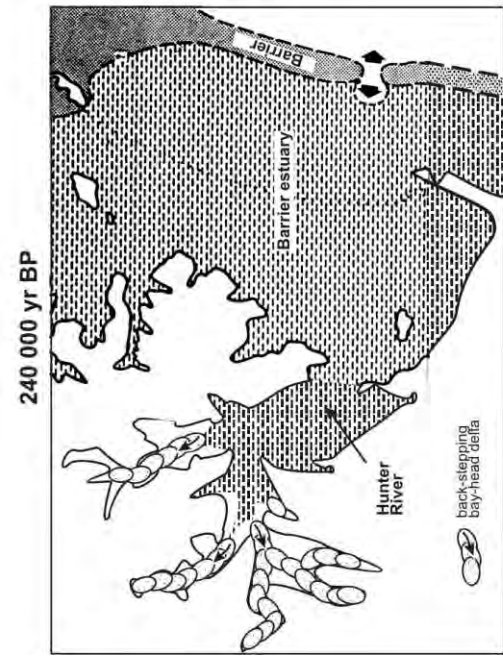 240 000 yr BP
Barrier
Barrier estuary
Hunter
River
back-stepping
bay-head delta